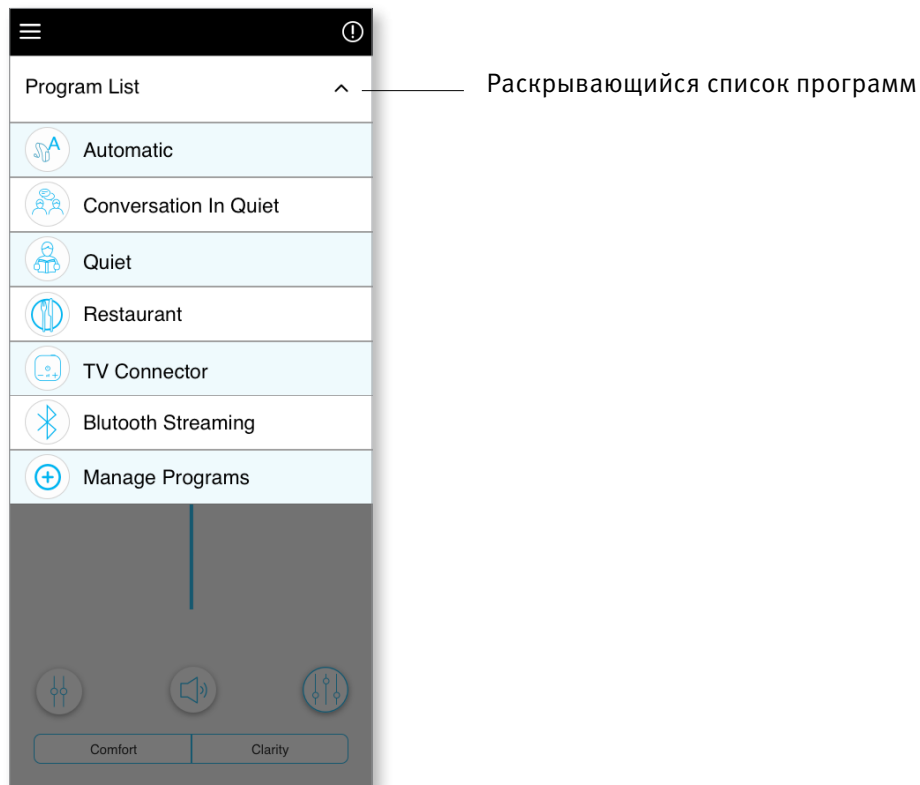 Program List
Раскрывающийся список программ
A
Automatic
Conversation In Quiet
Quiet
Restaurant
TV Connector
Blutooth Streaming
Manage Programs
Comfort
Clarity